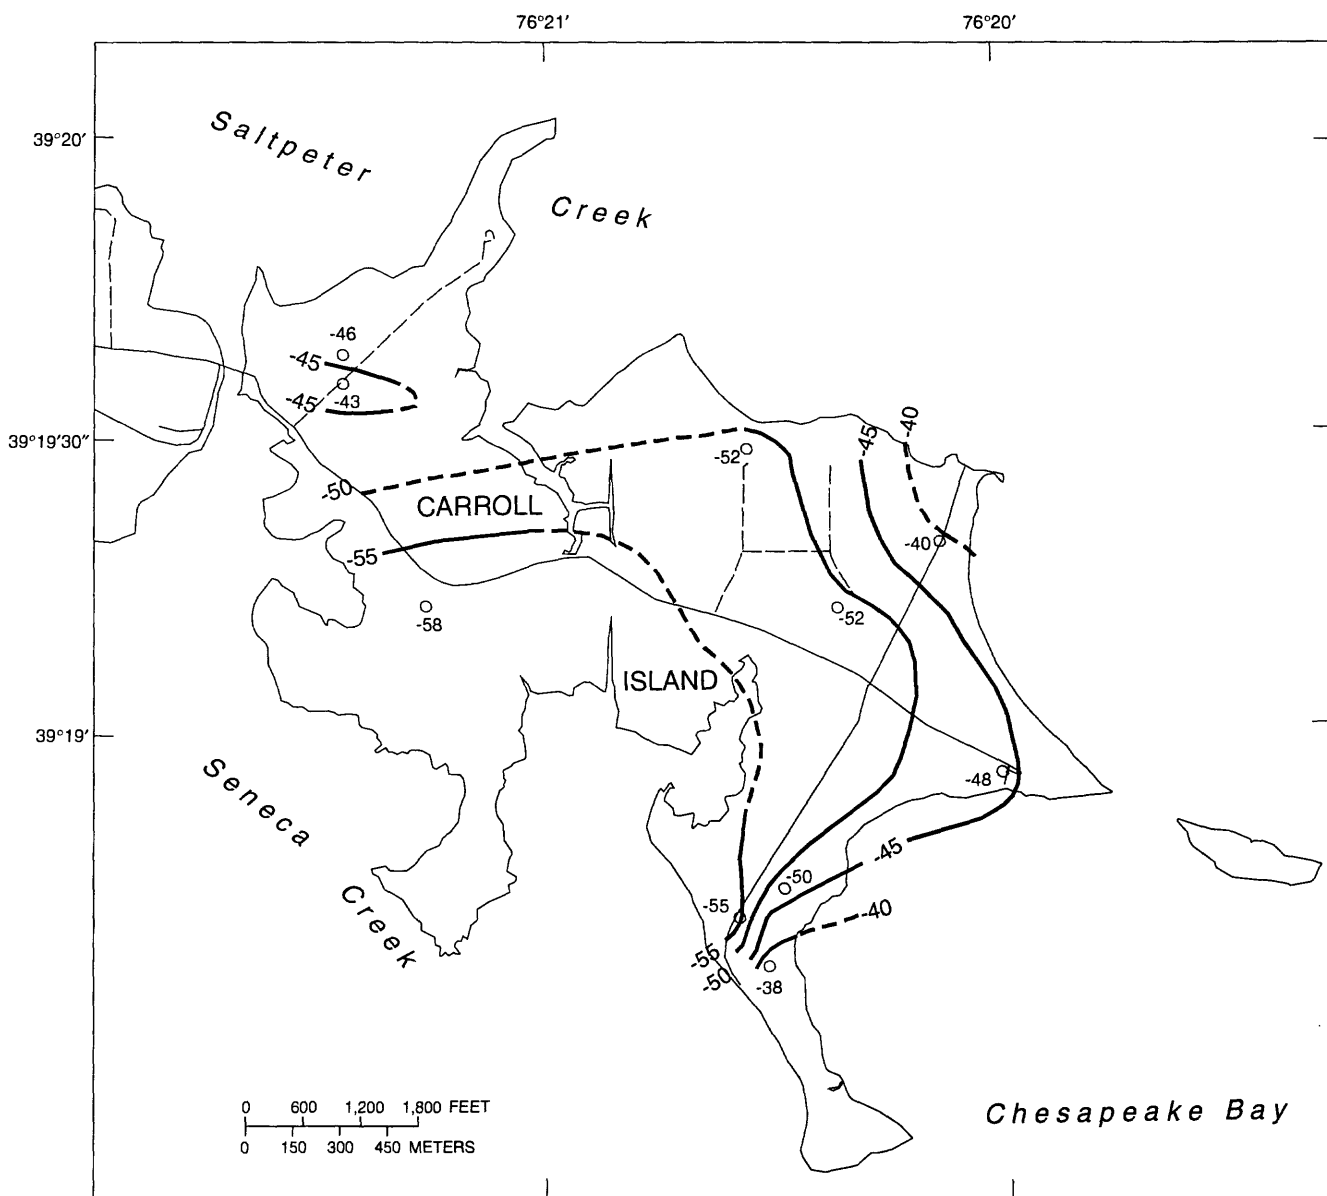 76°21′ 76°20′
Saltpeter
39°20′
Creek
-46
-45
-45 -43
-40
-45
39°19′30″
-52
-50
CARROLL
-40
-55
-52
-58
ISLAND
39°19′
-48
Seneca
-45
-50
-55
-40
Creek
-55
-50
-38
0 600 1,200 1,800 FEET
0 150 300 450 METERS
Chesapeake Bay